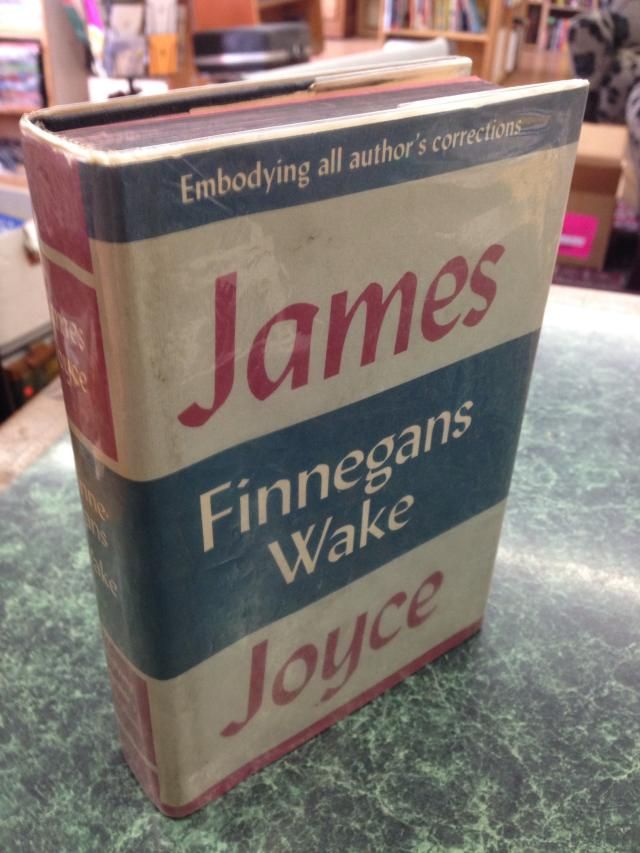 Embodying all author's corrections
James
Finnegans
Wake
Joyce